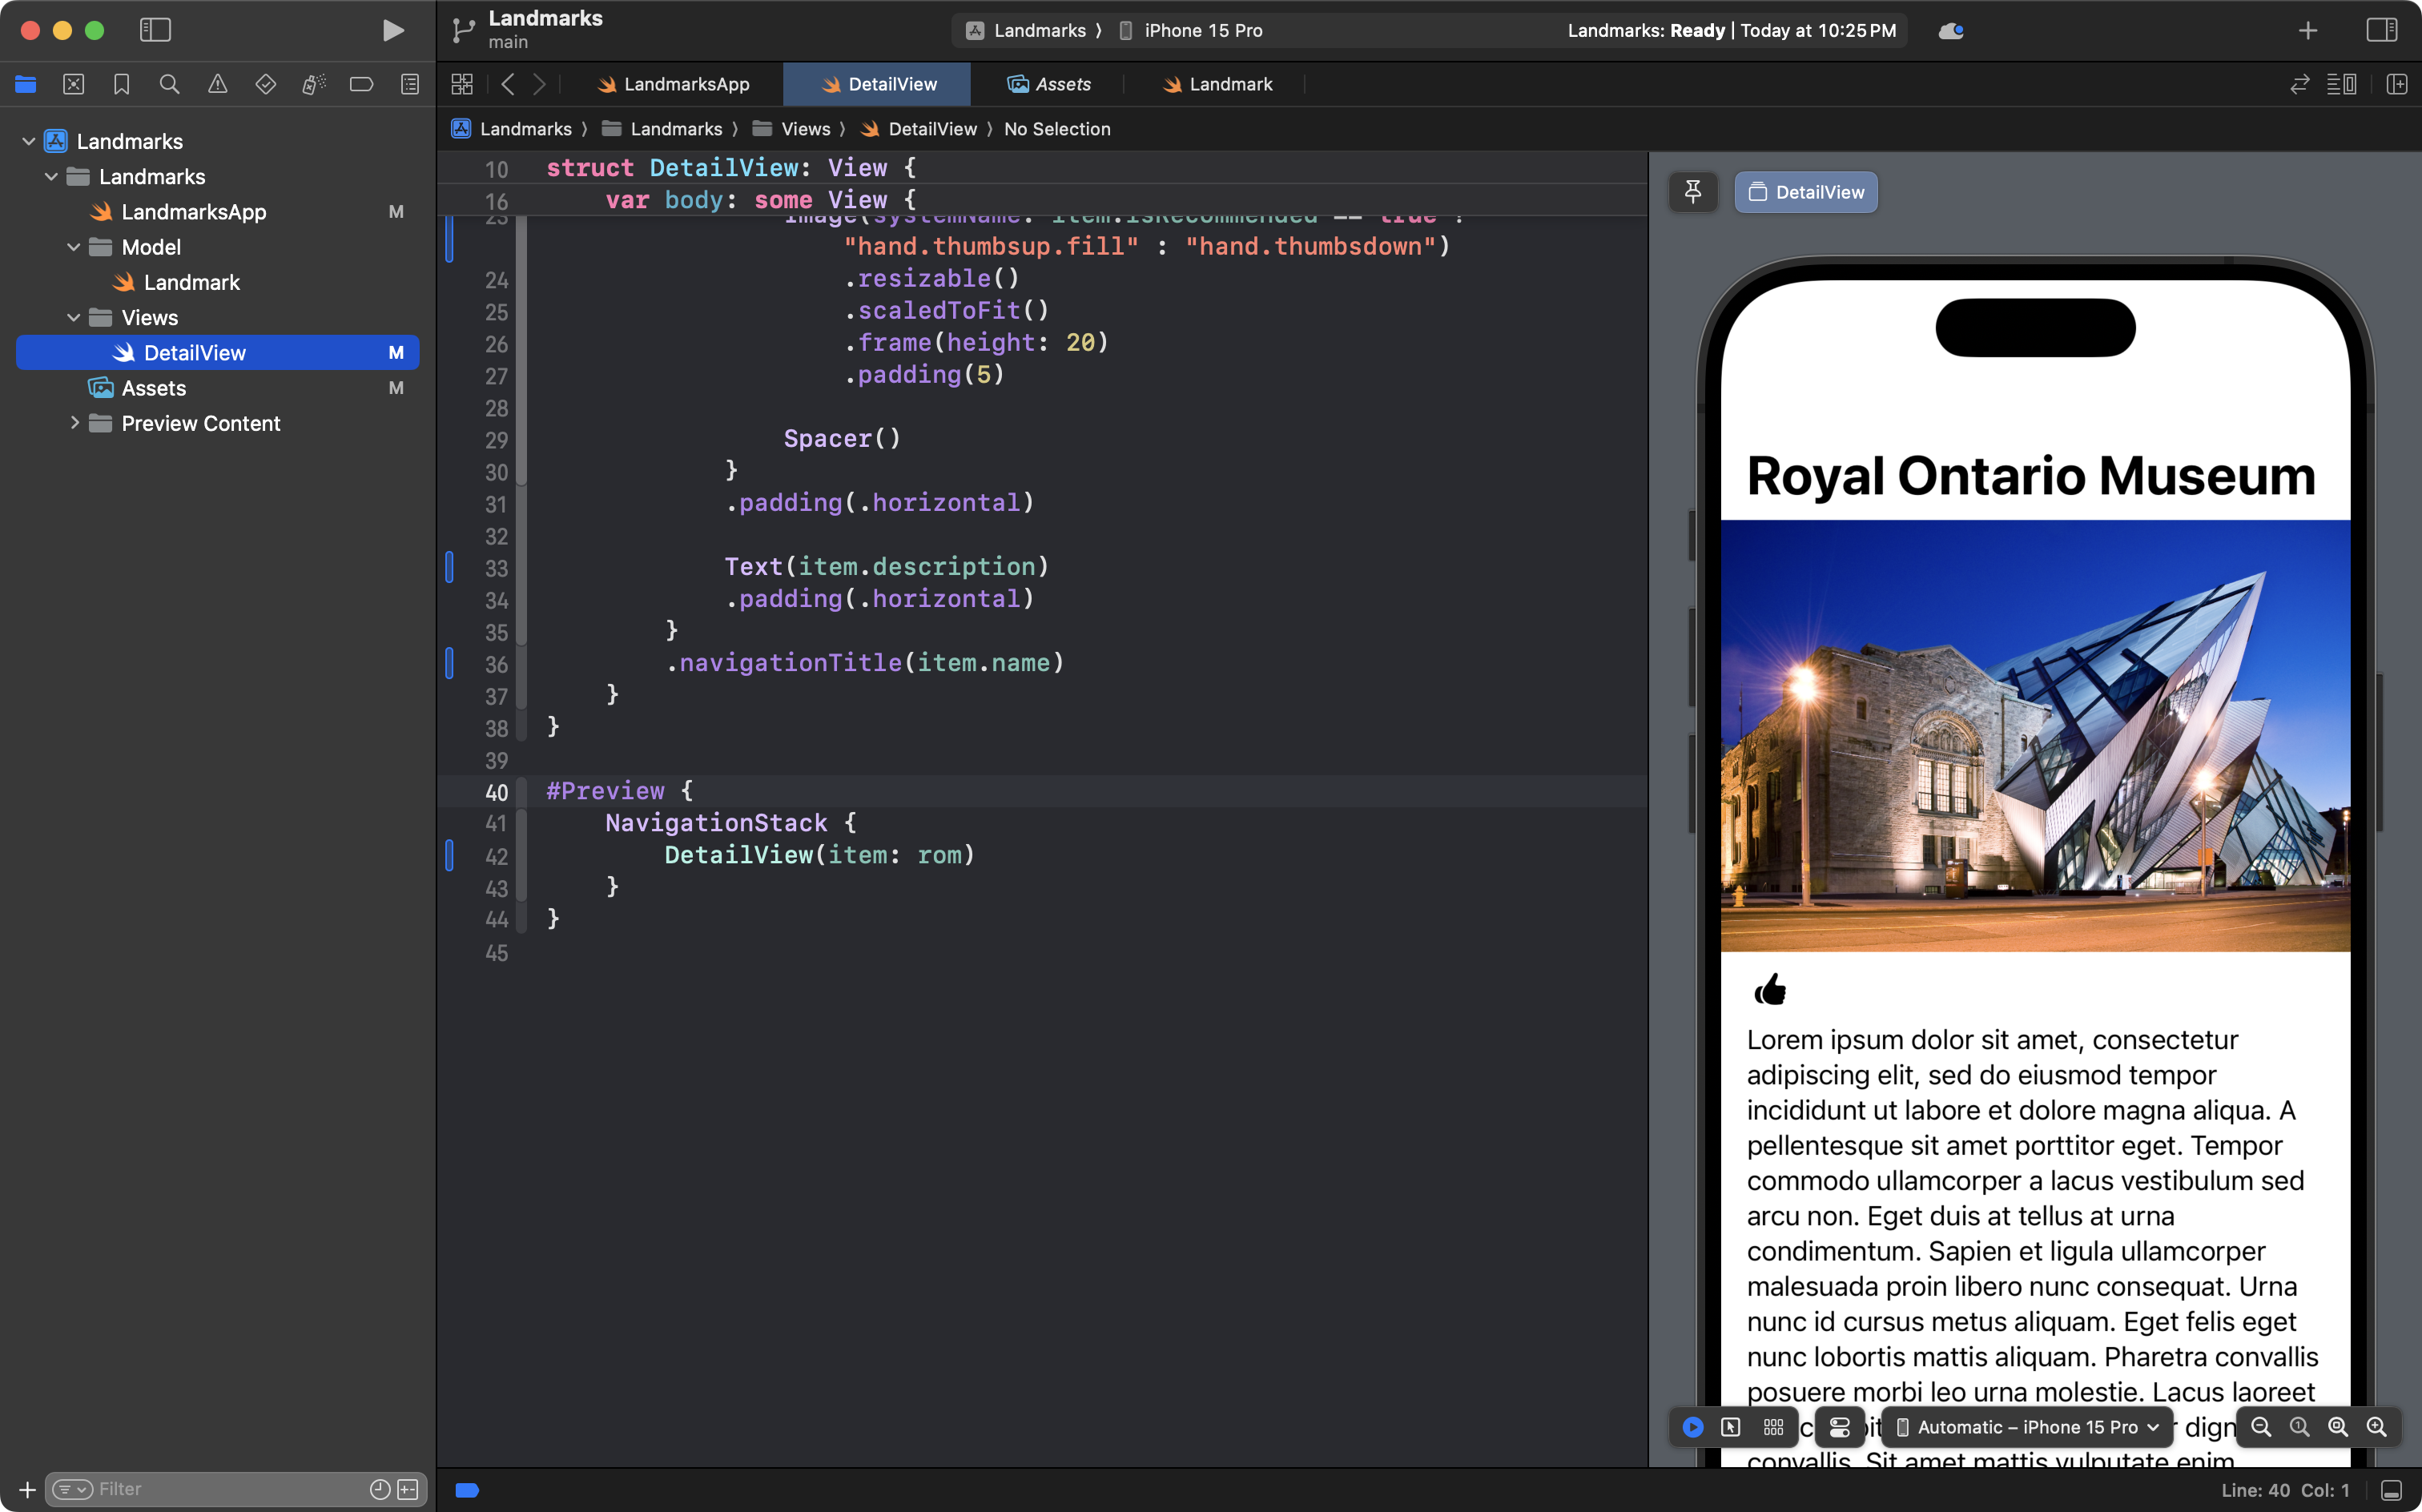 Landmarks
main
Landmarks 〉 iPhone 15 Pro
Landmarks: Ready | Today at 10:25 PM
LandmarksApp
DetailView
Assets
Landmark
Landmarks 〉 Landmarks 〉 Views 〉 DetailView 〉 No Selection
Landmarks
Landmarks
LandmarksApp M
Model
Landmark
Views
DetailView M
Assets M
Preview Content
Filter
10 struct DetailView: View {
16 var body: some View {
23 Image(systemName: item.isRecommended == true ?
"hand.thumbsup.fill" : "hand.thumbsdown")
24 .resizable()
25 .scaledToFit()
26 .frame(height: 20)
27 .padding(5)
28
29 Spacer()
30 }
31 .padding(.horizontal)
32
33 Text(item.description)
34 .padding(.horizontal)
35 }
36 .navigationTitle(item.name)
37 }
38 }
39
40 #Preview {
41 NavigationStack {
42 DetailView(item: rom)
43 }
44 }
45
DetailView
Royal Ontario Museum
Lorem ipsum dolor sit amet, consectetur
adipiscing elit, sed do eiusmod tempor
incididunt ut labore et dolore magna aliqua. A
pellentesque sit amet porttitor eget. Tempor
commodo ullamcorper a lacus vestibulum sed
arcu non. Eget duis at tellus at urna
condimentum. Sapien et ligula ullamcorper
malesuada proin libero nunc consequat. Urna
nunc id cursus metus aliquam. Eget felis eget
nunc lobortis mattis aliquam. Pharetra convallis
posuere morbi leo urna molestie. Lacus laoreet
convallis. Sit amet mattis vulputate enim
Automatic – iPhone 15 Pro
Line: 40 Col: 1